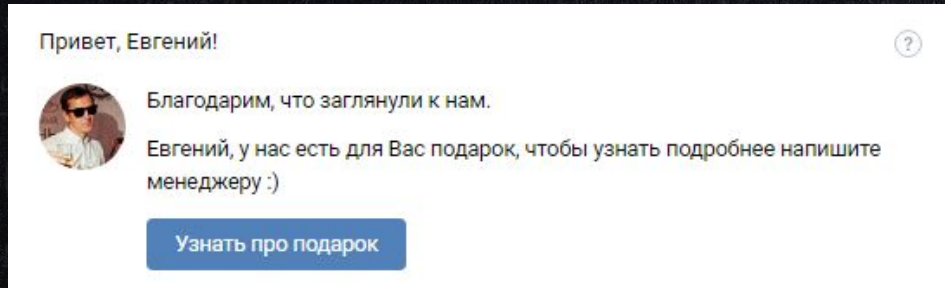 Привет, Евгений!
?
Благодарим, что заглянули к нам.
Евгений, у нас есть для Вас подарок, чтобы узнать подробнее напишите
менеджеру :)
Узнать про подарок